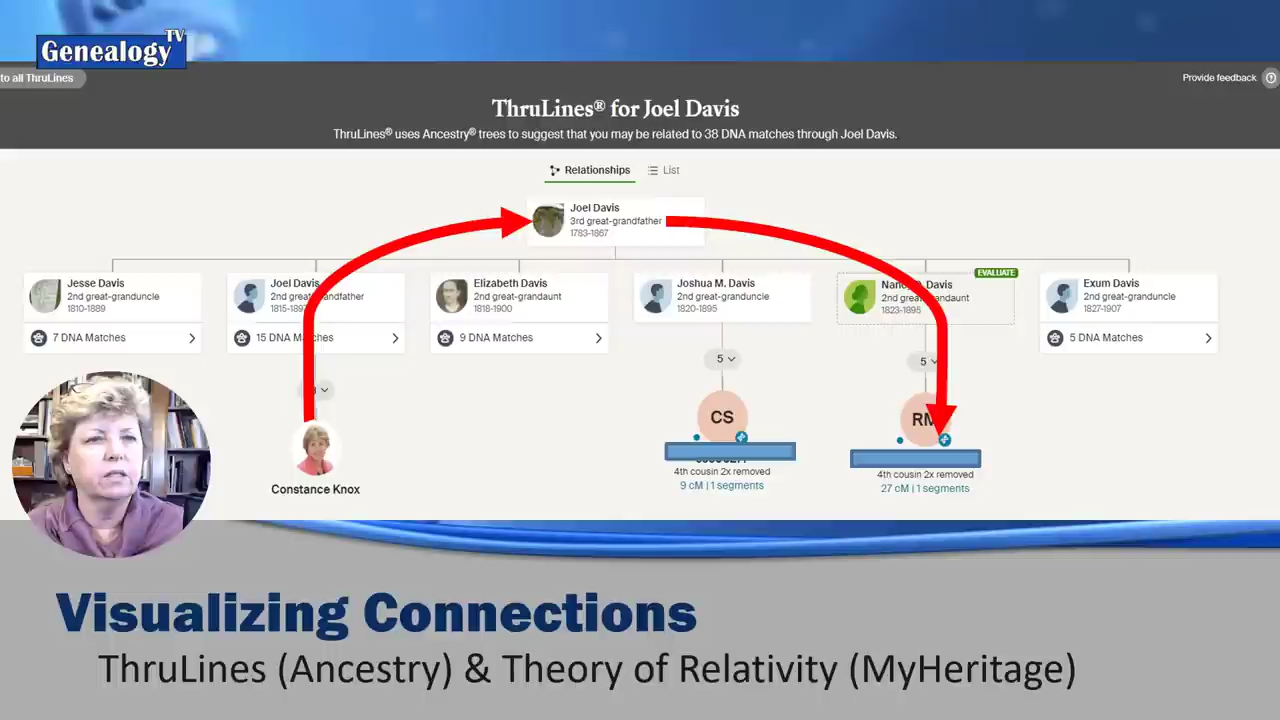 Genealogy TV
to all ThruLines
Provide feedback
ThruLines® for Joel Davis
ThruLines® uses Ancestry® trees to suggest that you may be related to 38 DNA matches through Joel Davis.
Relationships List
Joel Davis
3rd great-grandfather
1783-1867
Jesse Davis
2nd great-granduncle
1810-1889
7 DNA Matches
Joel Davis
2nd great-grandfather
15 DNA Matches
Elizabeth Davis
2nd great-grandaunt
1818-1900
9 DNA Matches
Joshua M. Davis
2nd great-granduncle
1820-1895
EVALUATE
Davis
2nd great-grandaunt
1823-1895
Exum Davis
2nd great-granduncle
1827-1907
5 DNA Matches
5
5
CS
RM
4th cousin 2x removed
9 cM | 1 segments
4th cousin 2x removed
27 cM | 1 segments
Constance Knox
Visualizing Connections
ThruLines (Ancestry) & Theory of Relativity (MyHeritage)